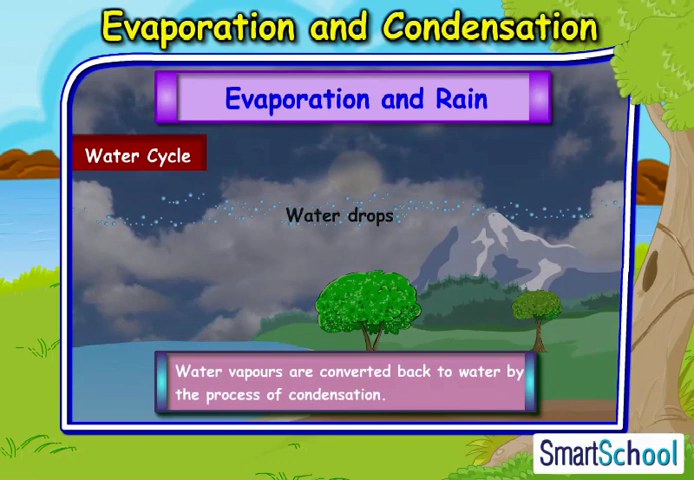 Evaporation and Condensation
Evaporation and Rain
Water Cycle
Water drops
Water vapours are converted back to water by
the process of condensation.
SmartSchool